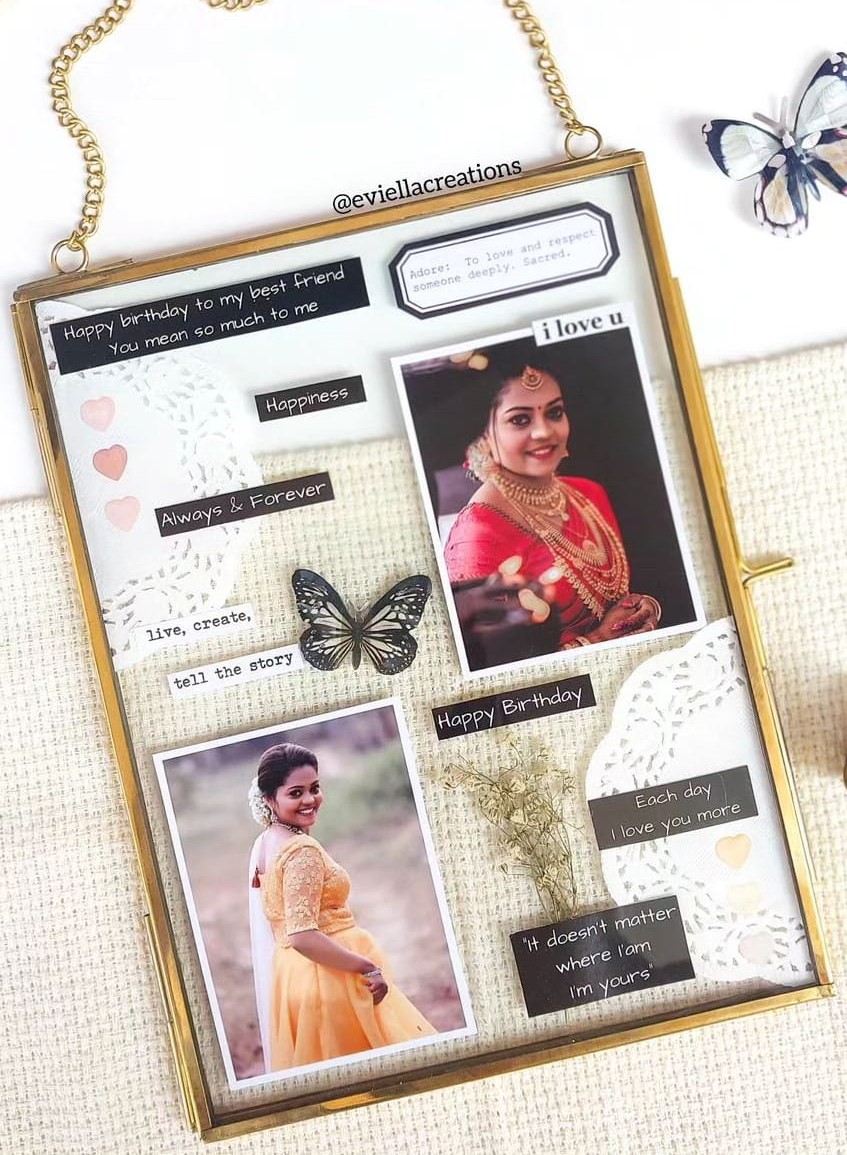 @eviellacreations
Happy birthday to my best friend
You mean so much to me
Adore: To love and respect
someone deeply. Sacred.
i love u
Happiness
Always & Forever
live, create,
tell the story
Happy Birthday
Each day
I love you more
"It doesn't matter
where I'am
I'm yours"